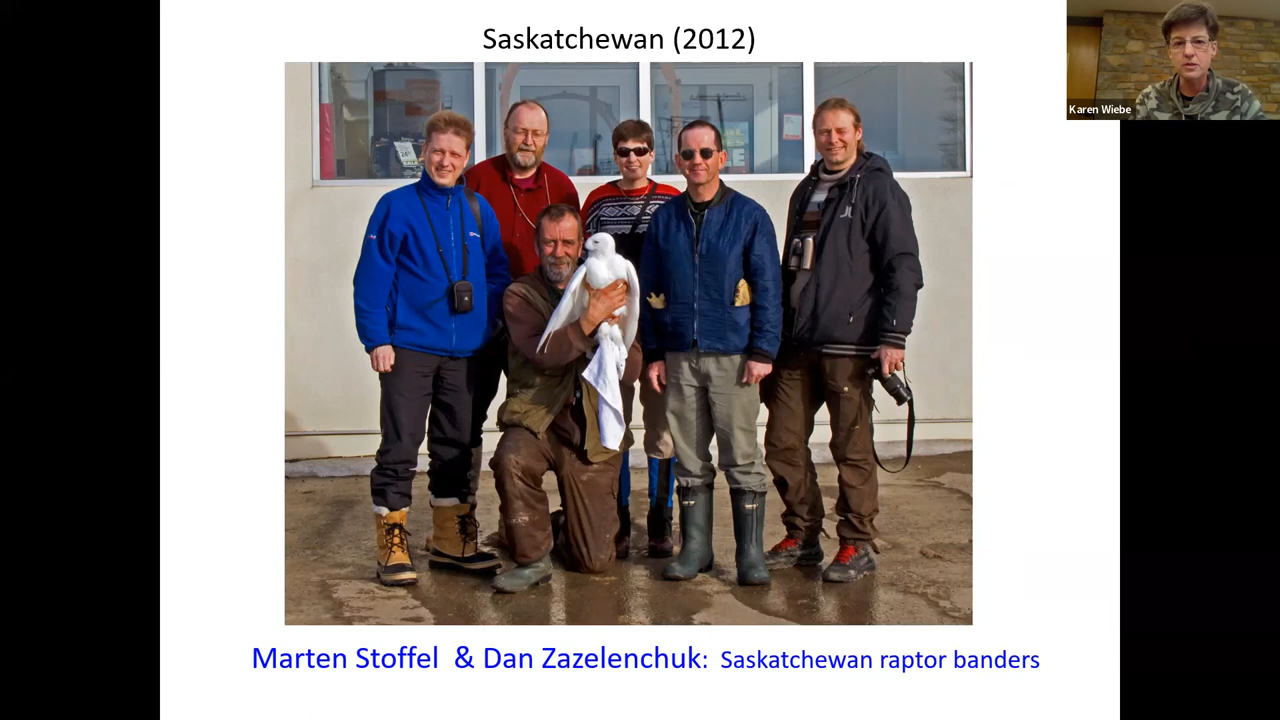 Saskatchewan (2012)
Karen Wiebe
Marten Stoffel & Dan Zazelenchuk: Saskatchewan raptor banders